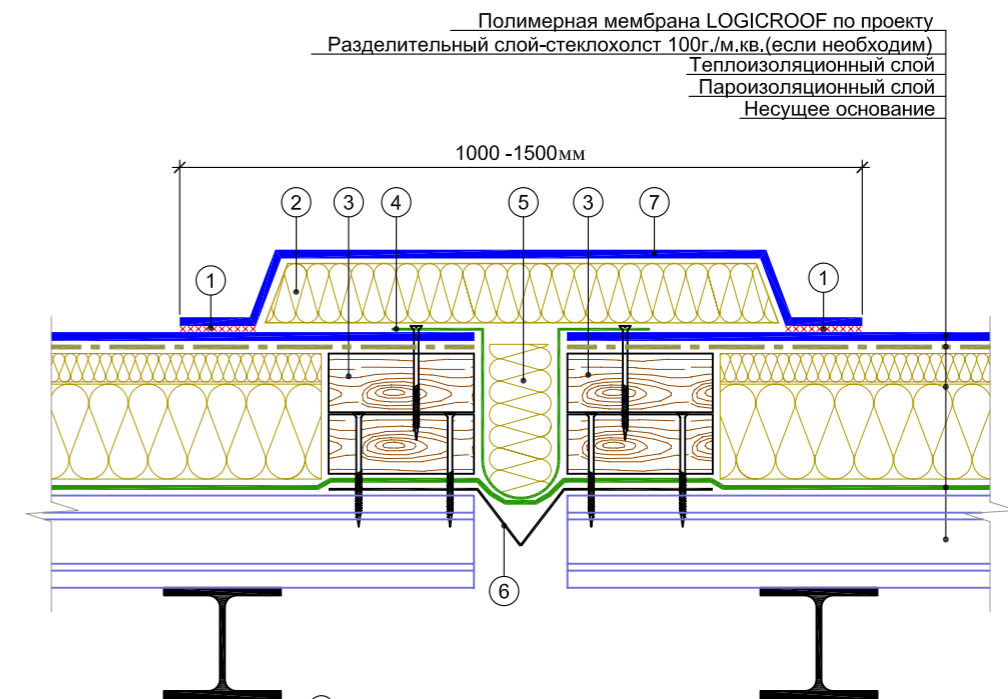 Полимерная мембрана LOGICROOF по проекту
Разделительный слой-стеклохолст 100г./м.кв.(если необходим)
Теплоизоляционный слой
Пароизоляционный слой
Несущее основание
1000 -1500мм
2 3 4 5 3 7
1 1
6